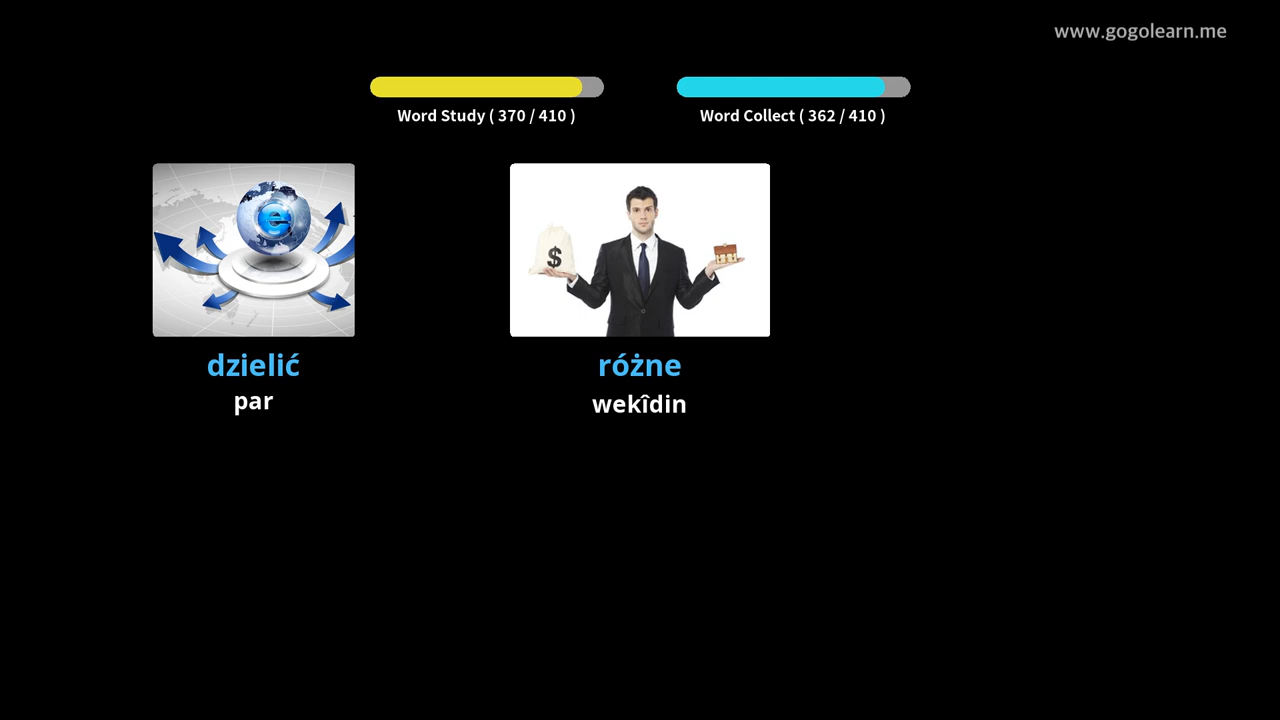 www.gogolearn.me
Word Study ( 370 / 410 )
Word Collect ( 362 / 410 )
e
$
dzielić
par
różne
wekîdin